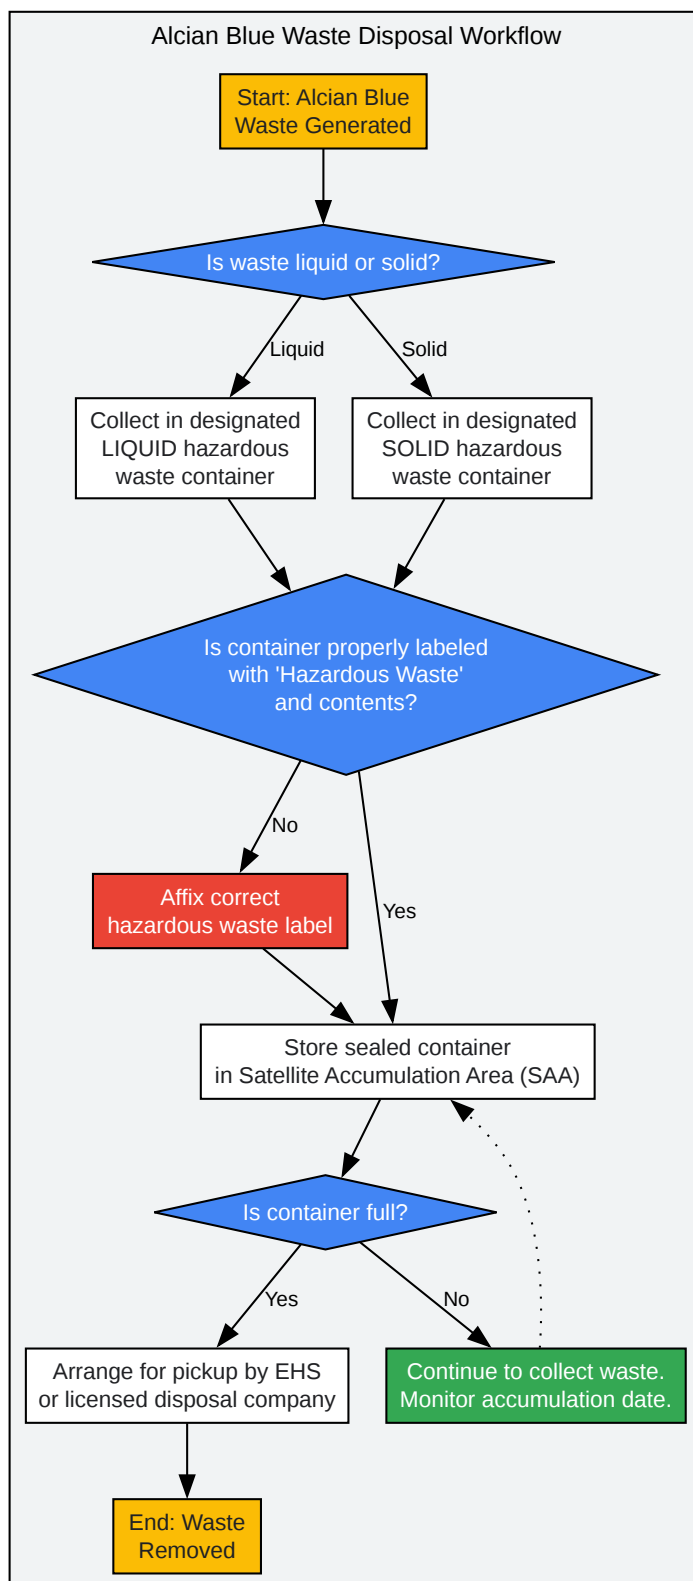 Alcian Blue Waste Disposal Workflow
Start: Alcian Blue
Waste Generated
Is waste liquid or solid?
Liquid
Solid
Collect in designated
LIQUID hazardous
waste container
Collect in designated
SOLID hazardous
waste container
Is container properly labeled
with 'Hazardous Waste'
and contents?
No
Affix correct
hazardous waste label
Yes
Store sealed container
in Satellite Accumulation Area (SAA)
Is container full?
Yes
No
Arrange for pickup by EHS
or licensed disposal company
Continue to collect waste.
Monitor accumulation date.
End: Waste
Removed